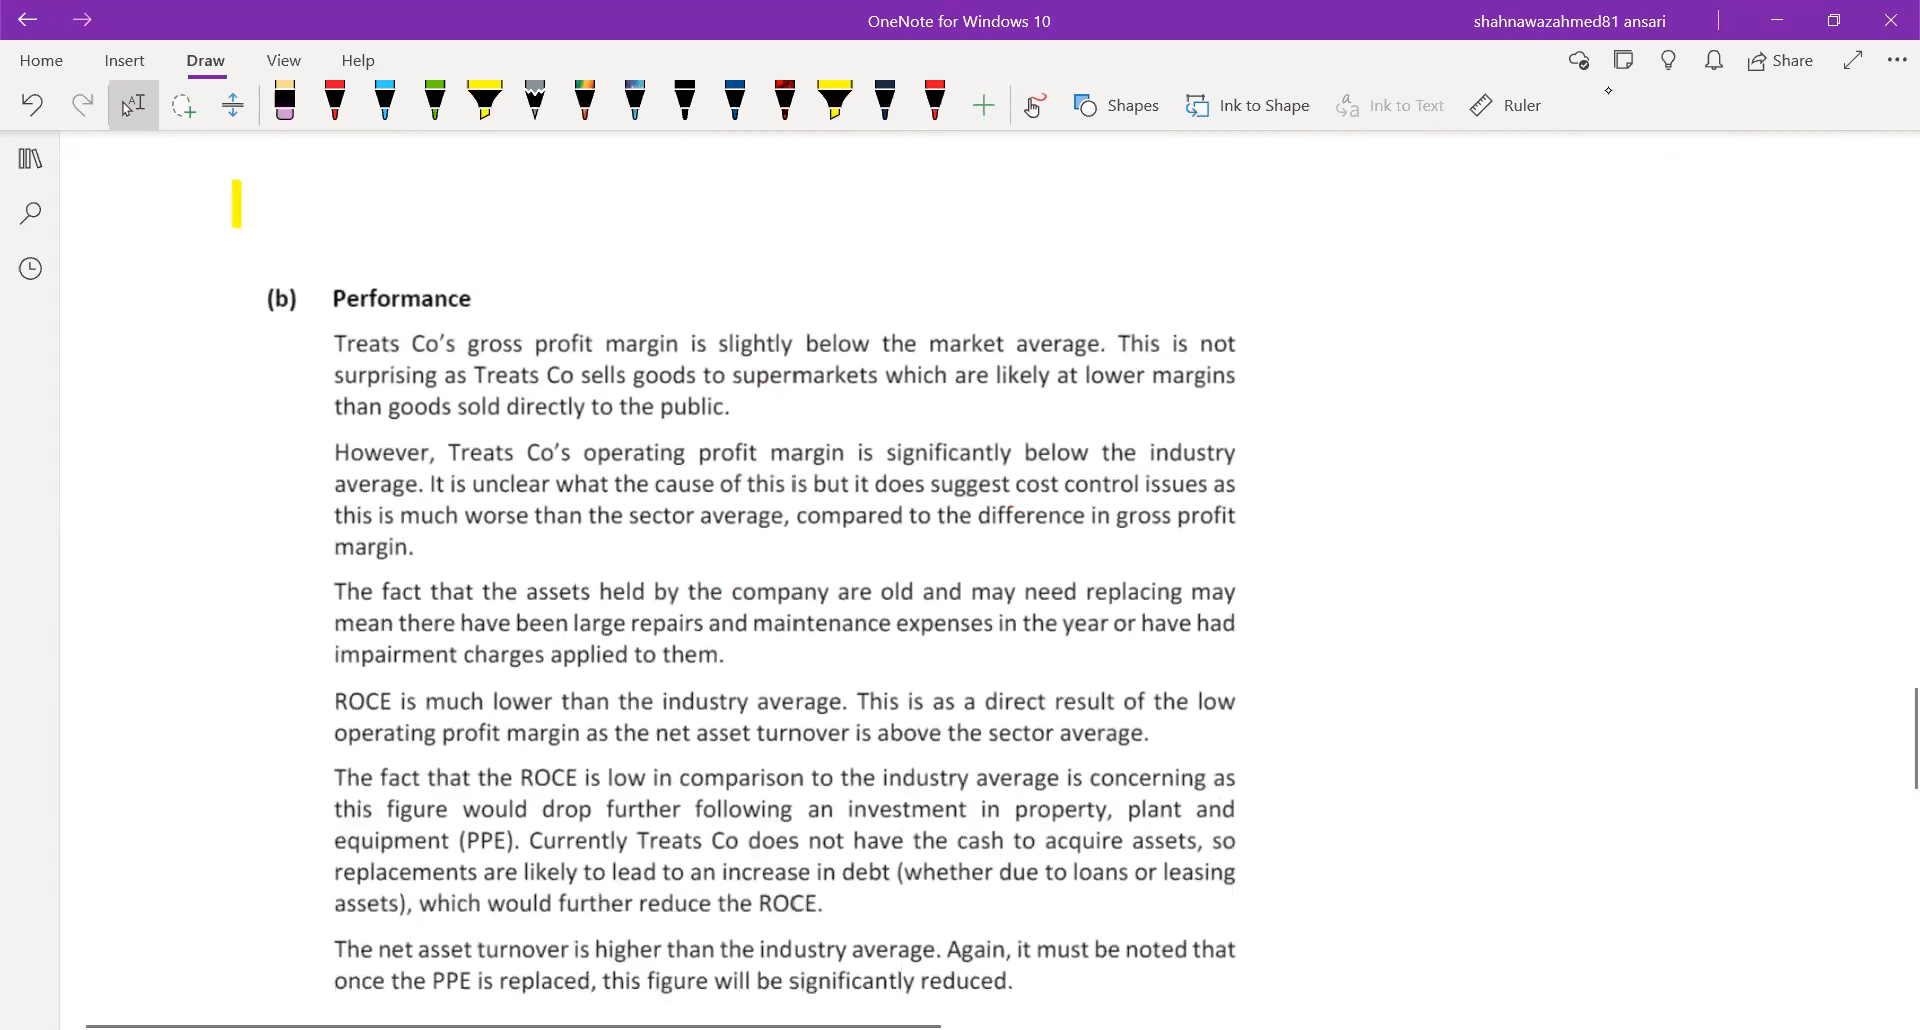 OneNote for Windows 10
shahnawazahmed81 ansari
Home Insert Draw View Help
Share
Shapes Ink to Shape Ink to Text Ruler
(b) Performance
Treats Co’s gross profit margin is slightly below the market average. This is not
surprising as Treats Co sells goods to supermarkets which are likely at lower margins
than goods sold directly to the public.
However, Treats Co’s operating profit margin is significantly below the industry
average. It is unclear what the cause of this is but it does suggest cost control issues as
this is much worse than the sector average, compared to the difference in gross profit
margin.
The fact that the assets held by the company are old and may need replacing may
mean there have been large repairs and maintenance expenses in the year or have had
impairment charges applied to them.
ROCE is much lower than the industry average. This is as a direct result of the low
operating profit margin as the net asset turnover is above the sector average.
The fact that the ROCE is low in comparison to the industry average is concerning as
this figure would drop further following an investment in property, plant and
equipment (PPE). Currently Treats Co does not have the cash to acquire assets, so
replacements are likely to lead to an increase in debt (whether due to loans or leasing
assets), which would further reduce the ROCE.
The net asset turnover is higher than the industry average. Again, it must be noted that
once the PPE is replaced, this figure will be significantly reduced.